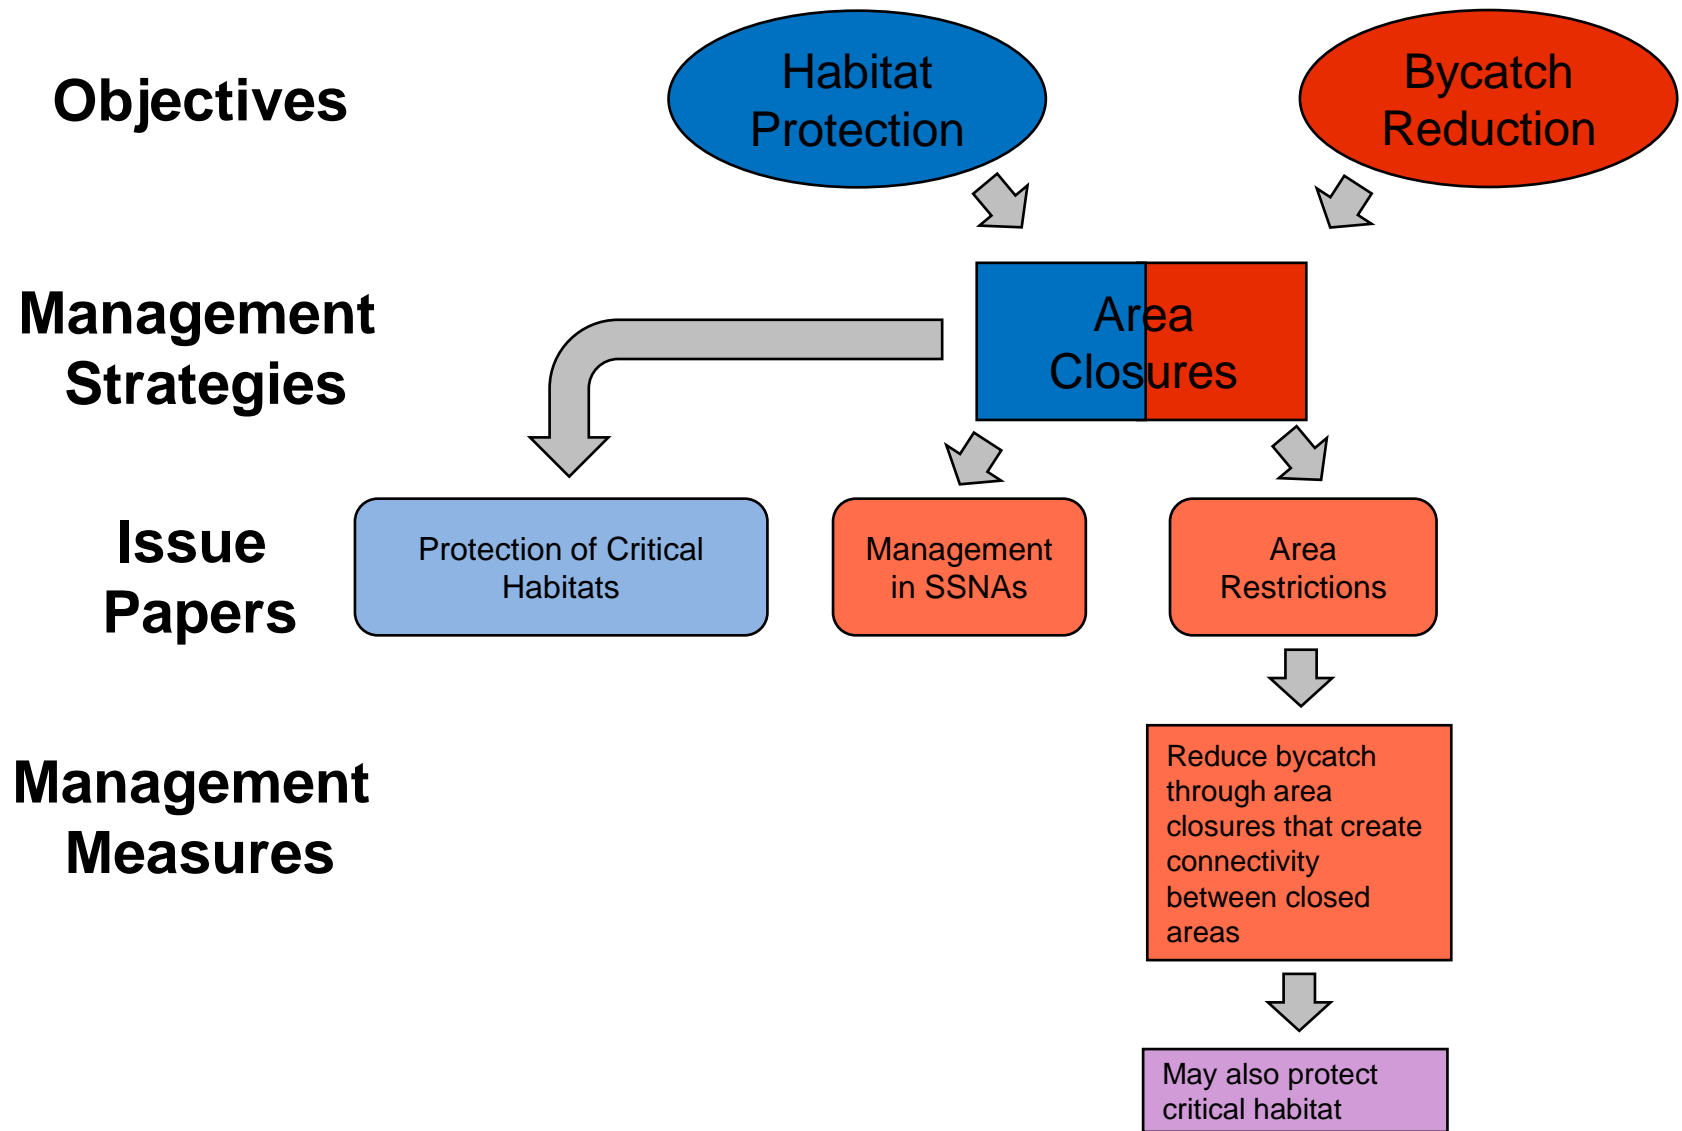 Objectives
Habitat
Protection
Bycatch
Reduction
Management
Strategies
Area
Closures
Issue
Papers
Protection of Critical
Habitats
Management
in SSNAs
Area
Restrictions
Management
Measures
Reduce bycatch
through area
closures that create
connectivity
between closed
areas
May also protect
critical habitat